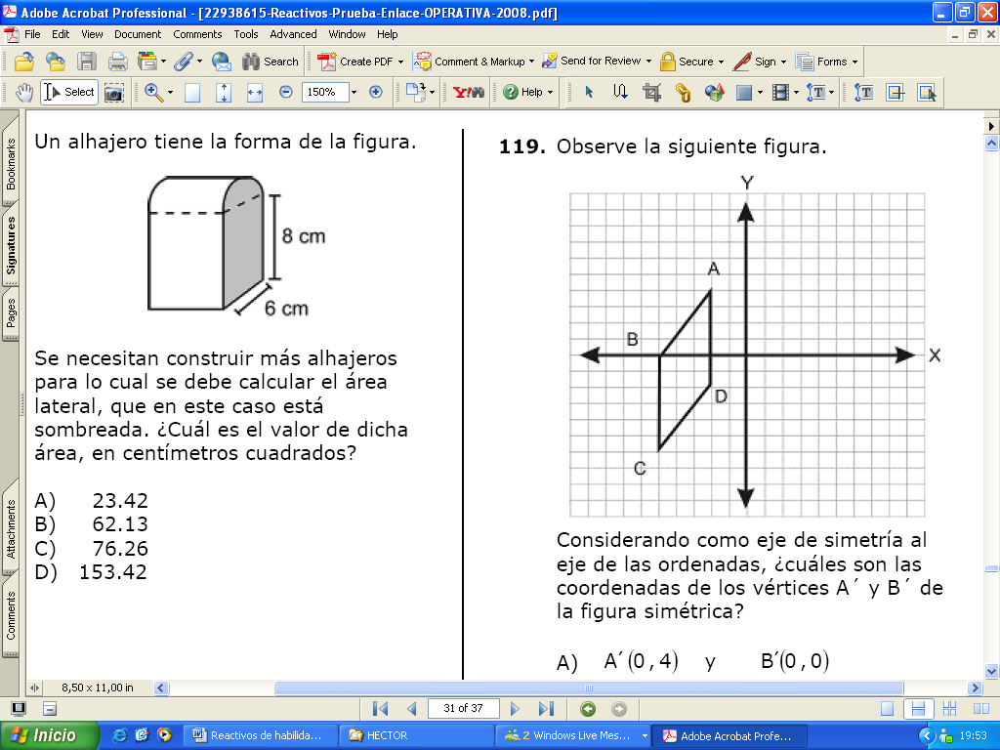 Adobe Acrobat Professional - [22938615-Reactivos-Prueba-Enlace-OPERATIVA-2008.pdf]
File Edit View Document Comments Tools Advanced Window Help
Search Create PDF Comment & Markup Send for Review Secure Sign Forms
Select 150% Y!MB Help
Bookmarks
Signatures
Pages
Attachments
Comments
Un alhajero tiene la forma de la figura.
8 cm
6 cm
Se necesitan construir más alhajeros
para lo cual se debe calcular el área
lateral, que en este caso está
sombreada. ¿Cuál es el valor de dicha
área, en centímetros cuadrados?
A) 23.42
B) 62.13
C) 76.26
D) 153.42
119. Observe la siguiente figura.
Y
A
B
X
D
C
Considerando como eje de simetría al
eje de las ordenadas, ¿cuáles son las
coordenadas de los vértices A´ y B´ de
la figura simétrica?
A) A´(0,4) y B´(0,0)
8,50 x 11,00 in
31 of 37
Inicio Reactivos de habilida... HECTOR 2 Windows Live Mes... Adobe Acrobat Profe... 19:53